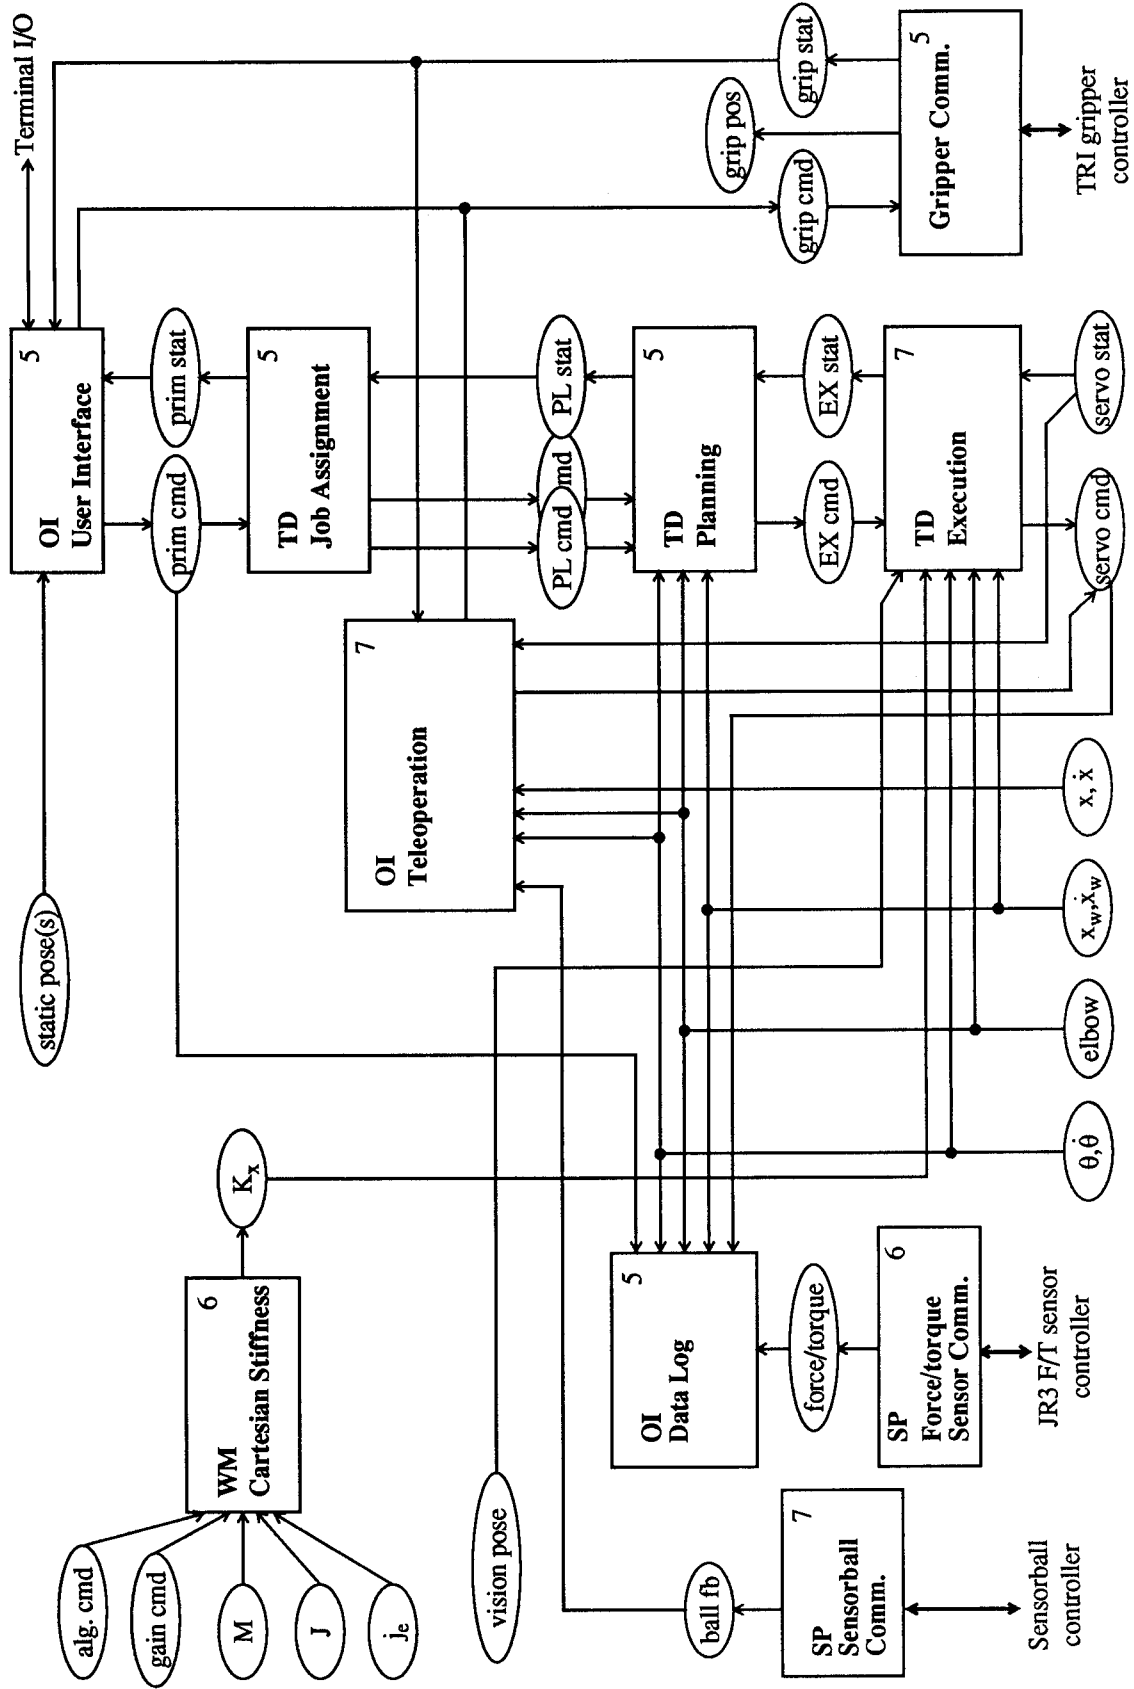 alg. cmd
gain cmd
M
J
jₑ
WM
Cartesian Stiffness
6
Kₓ
static pose(s)
OI
User Interface
5
Terminal I/O
prim cmd
prim stat
TD
Job Assignment
5
OI
Teleoperation
7
vision pose
PL cmd
md
PL stat
OI
Data Log
5
TD
Planning
5
ball fb
grip pos
grip cmd
grip stat
SP
Sensorball
Comm.
7
force/torque
EX cmd
EX stat
SP
Force/torque
Sensor Comm.
6
TD
Execution
7
Gripper Comm.
5
Sensorball
controller
JR3 F/T sensor
controller
θ,θ̇
elbow
x_w,ẋ_w
x, ẋ
servo cmd
servo stat
TRI gripper
controller